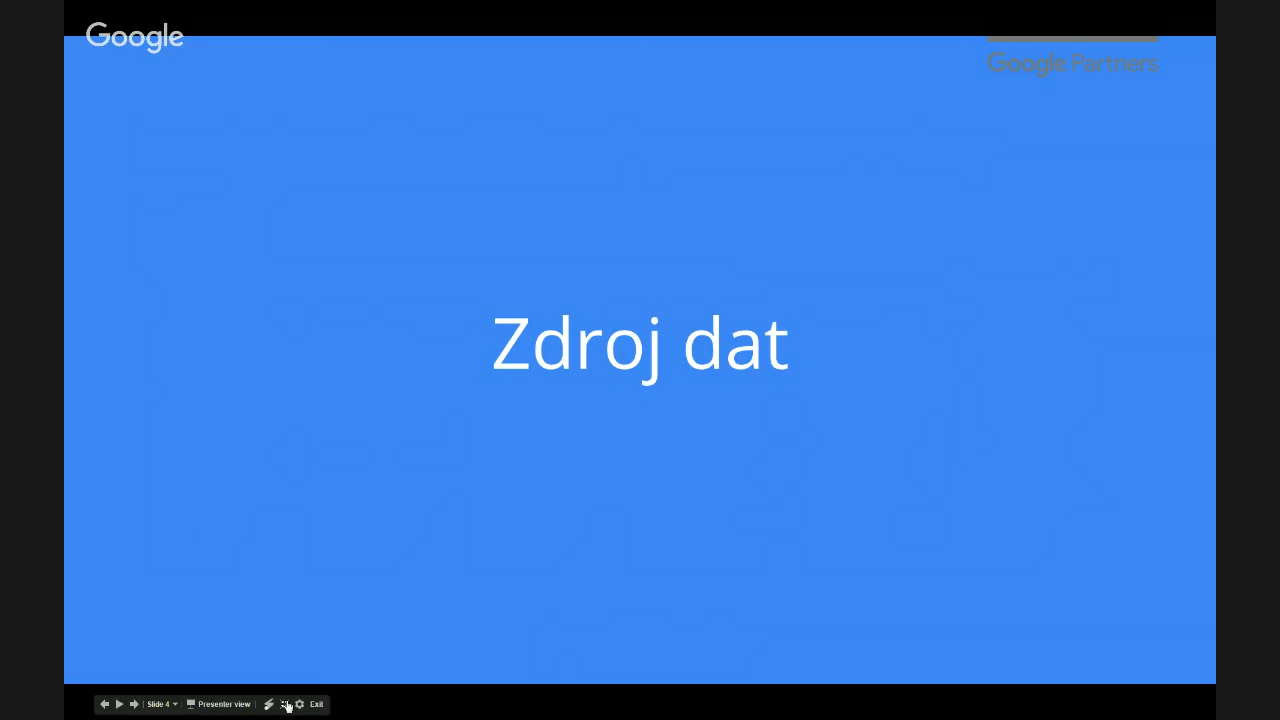 Google
Google Partners
Zdroj dat
Slide 4
Presenter view
Exit